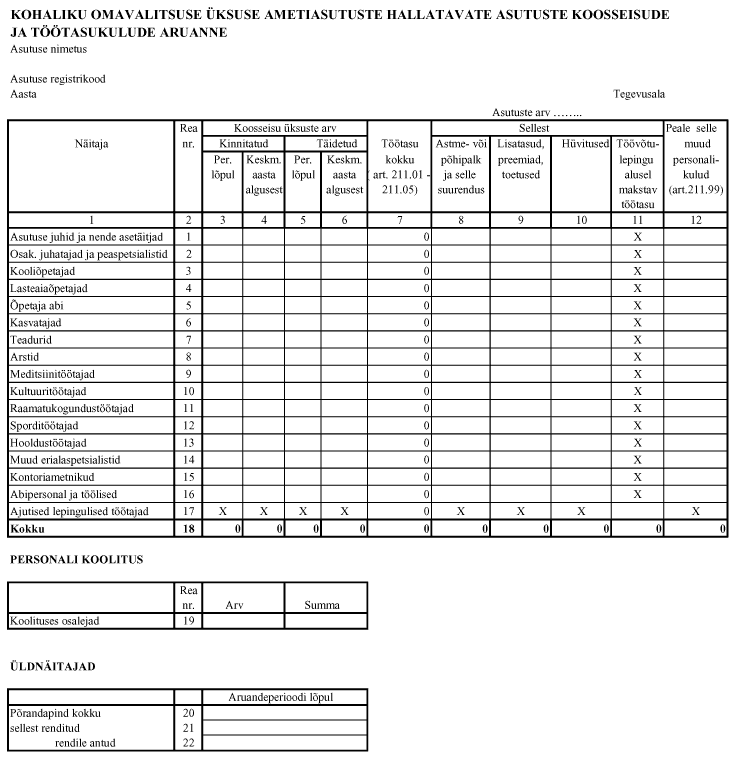 KOHALIKU OMAVALITSUSE ÜKSUSE AMETIASUTUSTE HALLATAVATE ASUTUSTE KOOSSEISUDE
JA TÖÖTASUKULUDE ARUANNE
Asutuse nimetus
Asutuse registrikood
Aasta Tegevusala
Asutuste arv ……..
Rea Koosseisu üksuste arv Sellest Peale selle
Näitaja nr. Kinnitatud Täidetud Töötasu Astme- või Lisatasud, Hüvitused Töövõtu- muud
Per. Keskm. Per. Keskm. kokku põhipalk preemiad, lepingu personali-
lõpul aasta lõpul aasta ( art. 211.01 - ja selle toetused alusel kulud
algusest algusest 211.05) suurendus makstav (art.211.99)
töötasu
1 2 3 4 5 6 7 8 9 10 11 12
Asutuse juhid ja nende asetäitjad 1 0 X
Osak. juhatajad ja peaspetsialistid 2 0 X
Kooliõpetajad 3 0 X
Lasteaiaõpetajad 4 0 X
Õpetaja abi 5 0 X
Kasvatajad 6 0 X
Teadurid 7 0 X
Arstid 8 0 X
Meditsiinitöötajad 9 0 X
Kultuuritöötajad 10 0 X
Raamatukogundustöötajad 11 0 X
Sporditöötajad 12 0 X
Hooldustöötajad 13 0 X
Muud erialaspetsialistid 14 0 X
Kontoriametnikud 15 0 X
Abipersonal ja töölised 16 0 X
Ajutised lepingulised töötajad 17 X X X X 0 X X X X
Kokku 18 0 0 0 0 0 0 0 0 0 0
PERSONALI KOOLITUS
Rea
nr. Arv Summa
Koolituses osalejad 19
ÜLDNÄITAJAD
Aruandeperioodi lõpul
Põrandapind kokku 20
sellest renditud 21
rendile antud 22